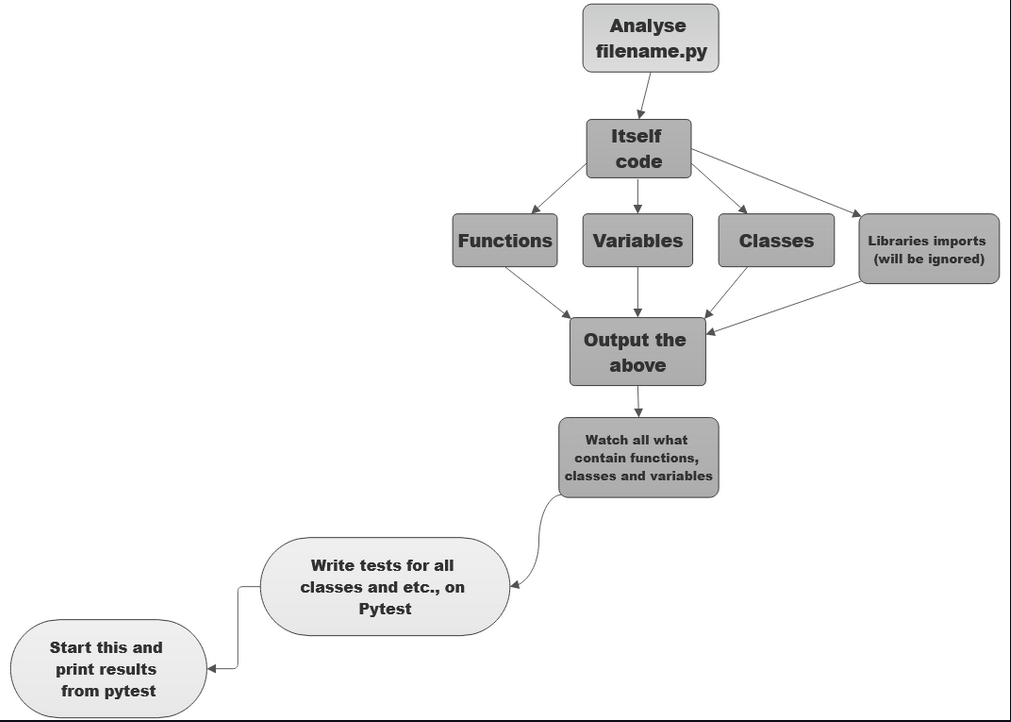 Analyse
filename.py
Itself
code
Functions
Variables
Classes
Libraries imports
(will be ignored)
Output the
above
Watch all what
contain functions,
classes and variables
Write tests for all
classes and etc., on
Pytest
Start this and
print results
from pytest